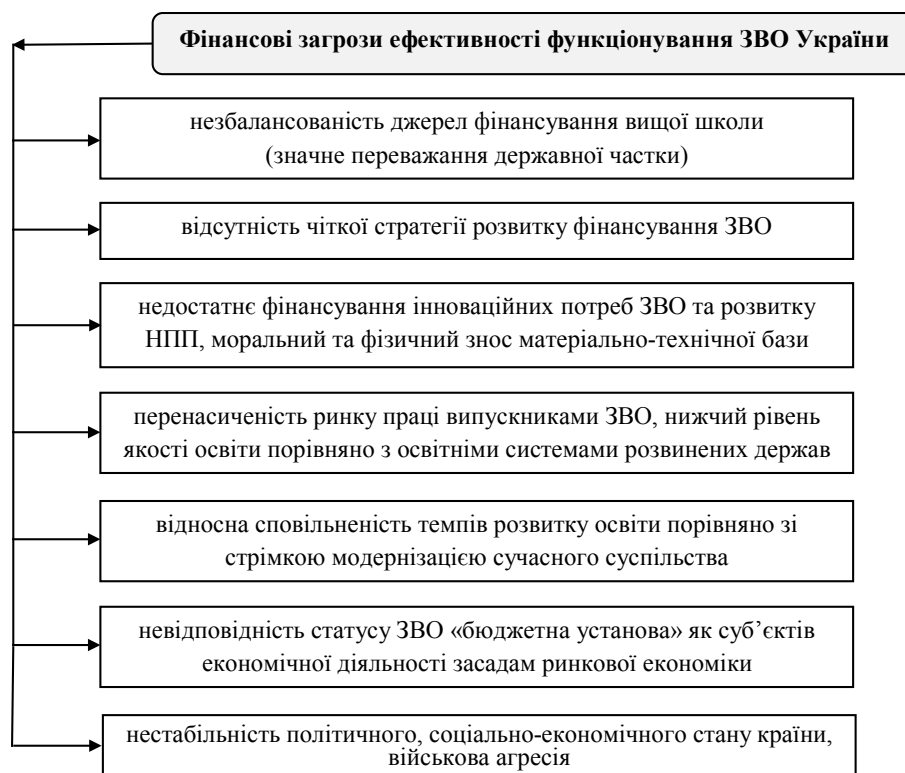 Фінансові загрози ефективності функціонування ЗВО України
незбалансованість джерел фінансування вищої школи
(значне переважання державної частки)
відсутність чіткої стратегії розвитку фінансування ЗВО
недостатнє фінансування інноваційних потреб ЗВО та розвитку
НПП, моральний та фізичний знос матеріально-технічної бази
перенасиченість ринку праці випускниками ЗВО, нижчий рівень
якості освіти порівняно з освітніми системами розвинених держав
відносна сповільненість темпів розвитку освіти порівняно зі
стрімкою модернізацією сучасного суспільства
невідповідність статусу ЗВО «бюджетна установа» як суб’єктів
економічної діяльності засадам ринкової економіки
нестабільність політичного, соціально-економічного стану країни,
військова агресія